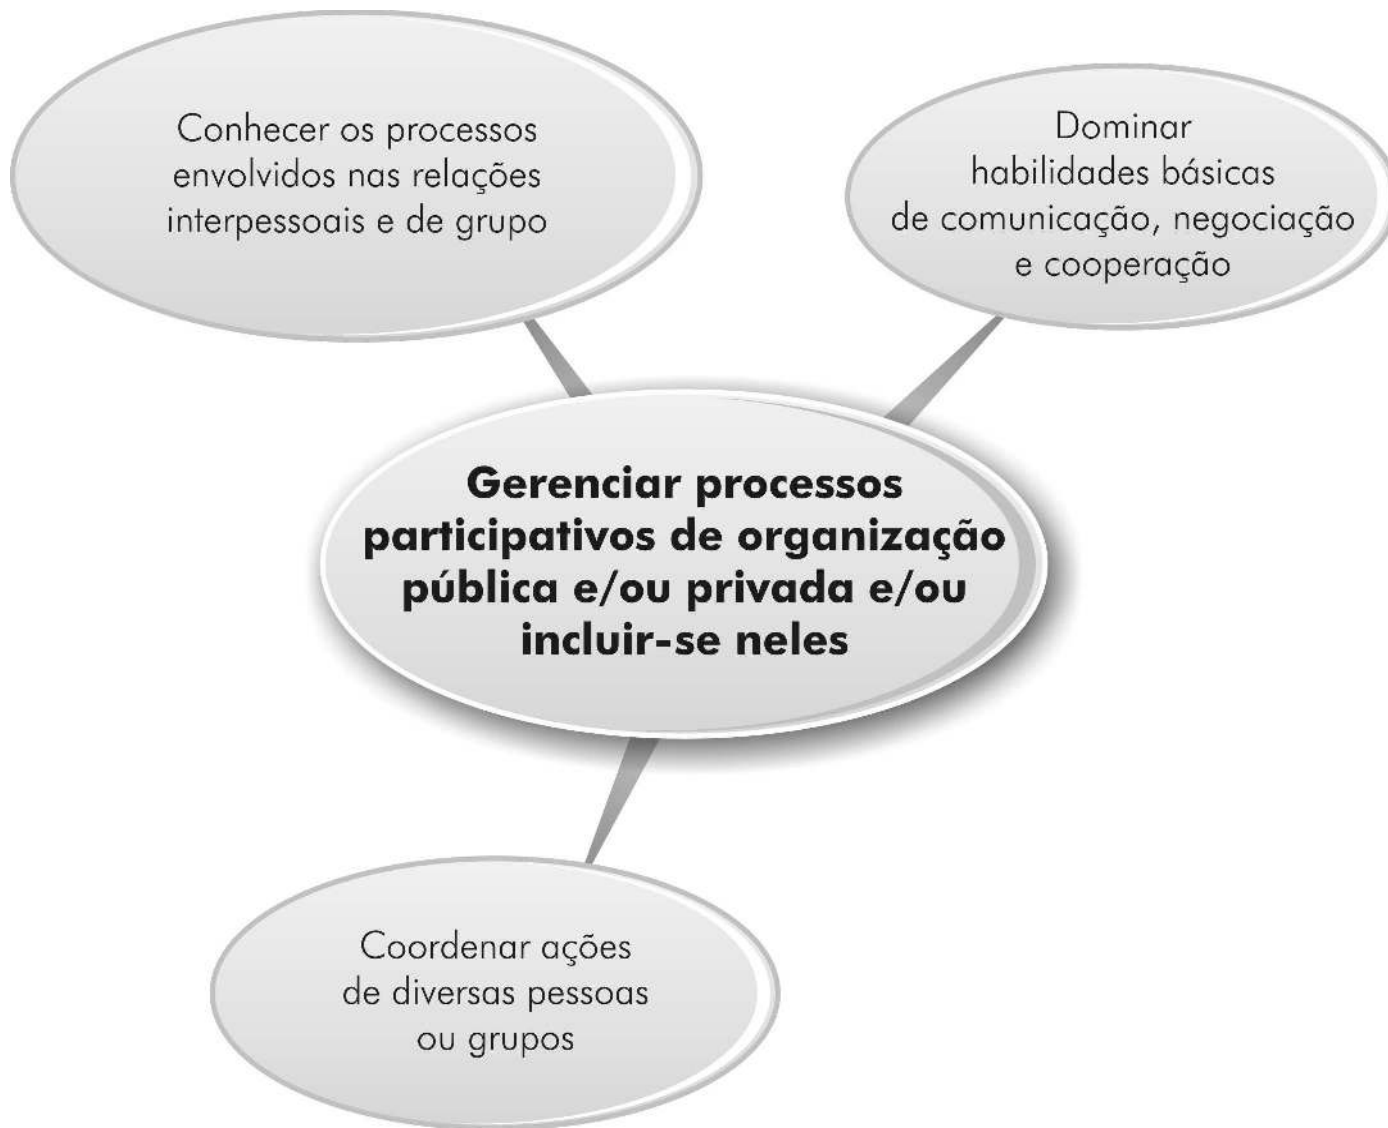 Conhecer os processos
envolvidos nas relações
interpessoais e de grupo
Dominar
habilidades básicas
de comunicação, negociação
e cooperação
Gerenciar processos
participativos de organização
pública e/ou privada e/ou
incluir-se neles
Coordenar ações
de diversas pessoas
ou grupos